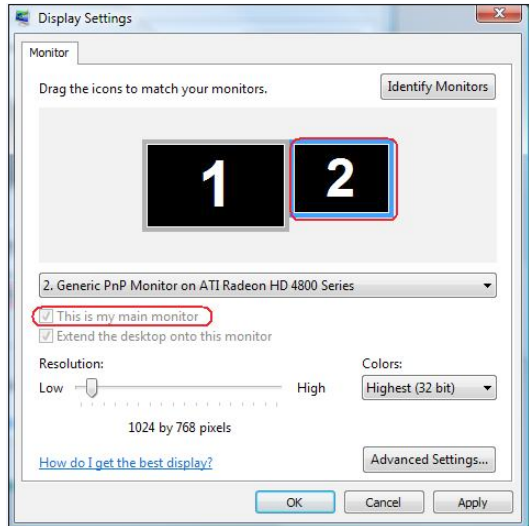 Display Settings
Monitor
Drag the icons to match your monitors.
Identify Monitors
1
2
2. Generic PnP Monitor on ATI Radeon HD 4800 Series
This is my main monitor
Extend the desktop onto this monitor
Resolution:
Colors:
Low
High
Highest (32 bit)
1024 by 768 pixels
How do I get the best display?
Advanced Settings...
OK
Cancel
Apply